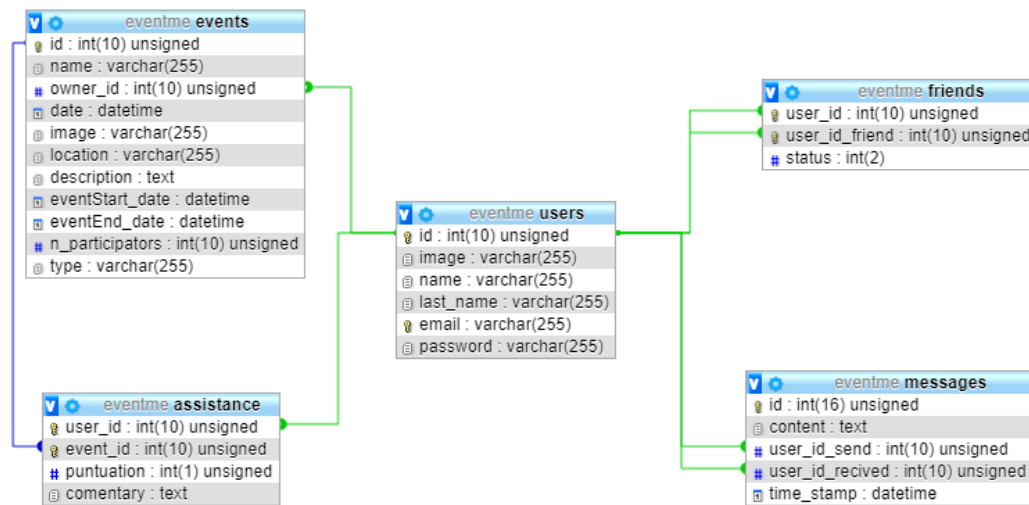 eventme events
id : int(10) unsigned
name : varchar(255)
owner_id : int(10) unsigned
date : datetime
image : varchar(255)
location : varchar(255)
description : text
eventStart_date : datetime
eventEnd_date : datetime
n_participators : int(10) unsigned
type : varchar(255)
eventme assistance
user_id : int(10) unsigned
event_id : int(10) unsigned
puntuation : int(1) unsigned
comentary : text
eventme users
id : int(10) unsigned
image : varchar(255)
name : varchar(255)
last_name : varchar(255)
email : varchar(255)
password : varchar(255)
eventme friends
user_id : int(10) unsigned
user_id_friend : int(10) unsigned
status : int(2)
eventme messages
id : int(16) unsigned
content : text
user_id_send : int(10) unsigned
user_id_recived : int(10) unsigned
time_stamp : datetime